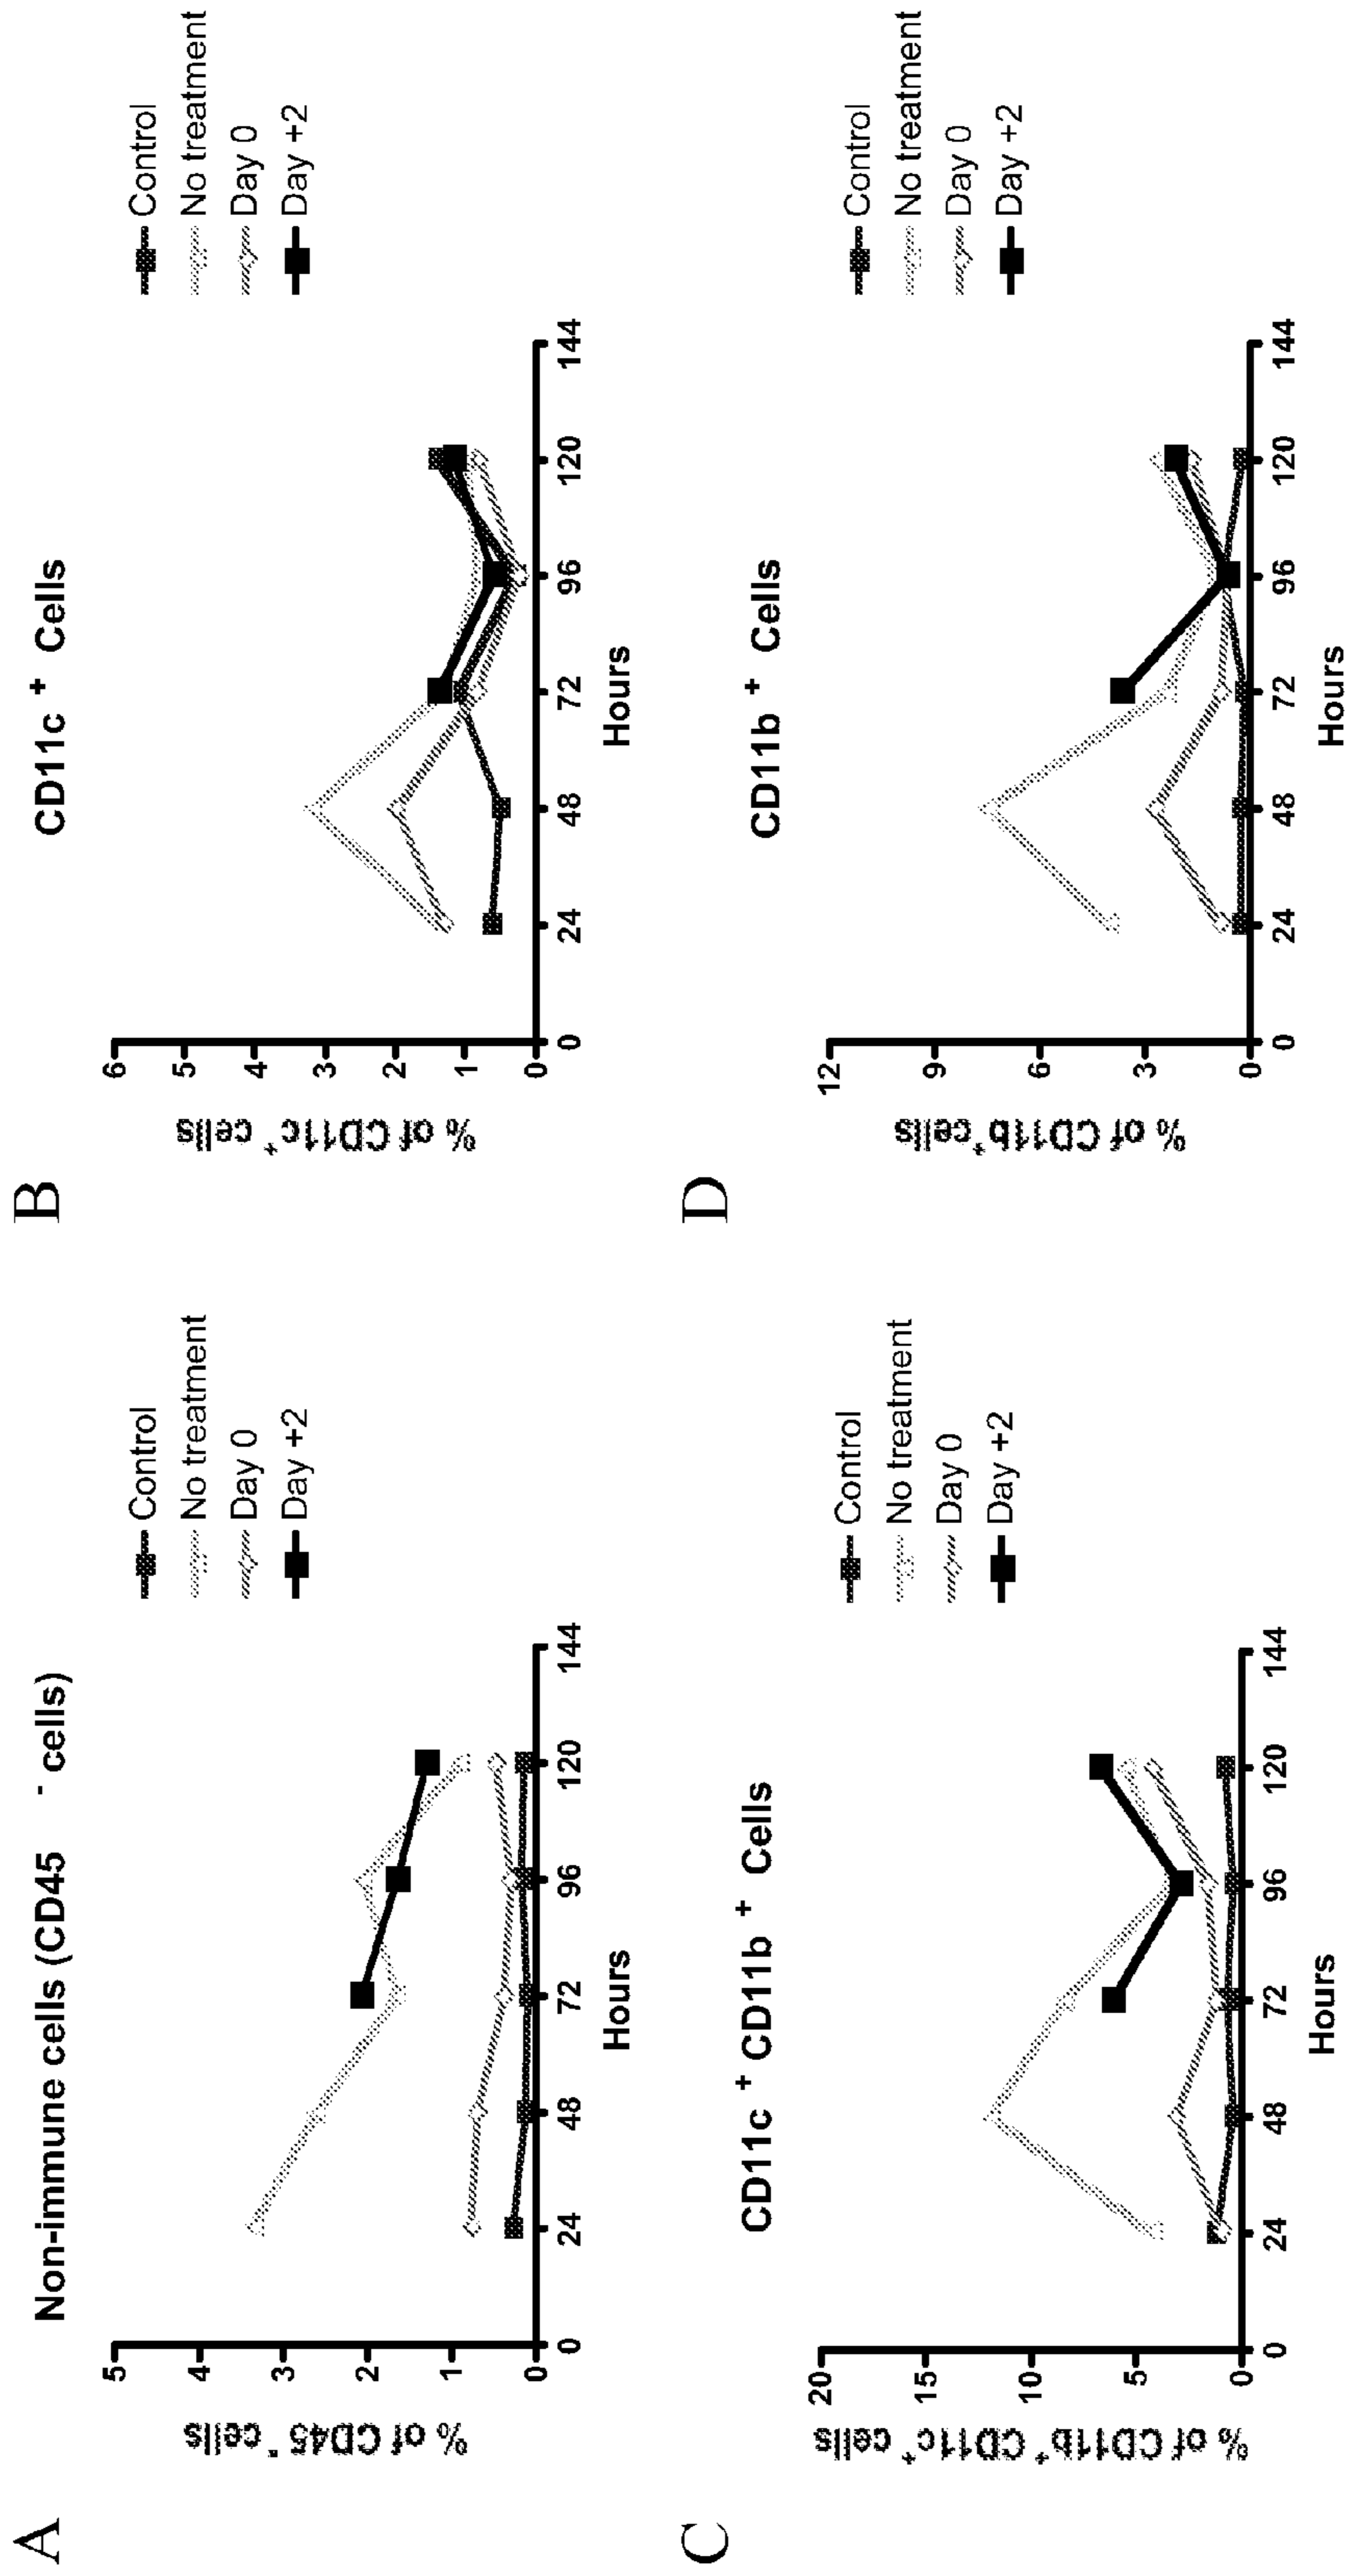 A
Non-immune cells (CD45 - cells)
% of CD45- cells
5
4
3
2
1
0
0
24
48
72
96
120
144
Hours
Control
No treatment
Day 0
Day +2
B
CD11c + Cells
% of CD11c+ cells
6
5
4
3
2
1
0
0
24
48
72
96
120
144
Hours
Control
No treatment
Day 0
Day +2
C
CD11c + CD11b + Cells
% of CD11b+ CD11c+ cells
20
15
10
5
0
0
24
48
72
96
120
144
Hours
Control
No treatment
Day 0
Day +2
D
CD11b + Cells
% of CD11b+cells
12
9
6
3
0
0
24
48
72
96
120
144
Hours
Control
No treatment
Day 0
Day +2